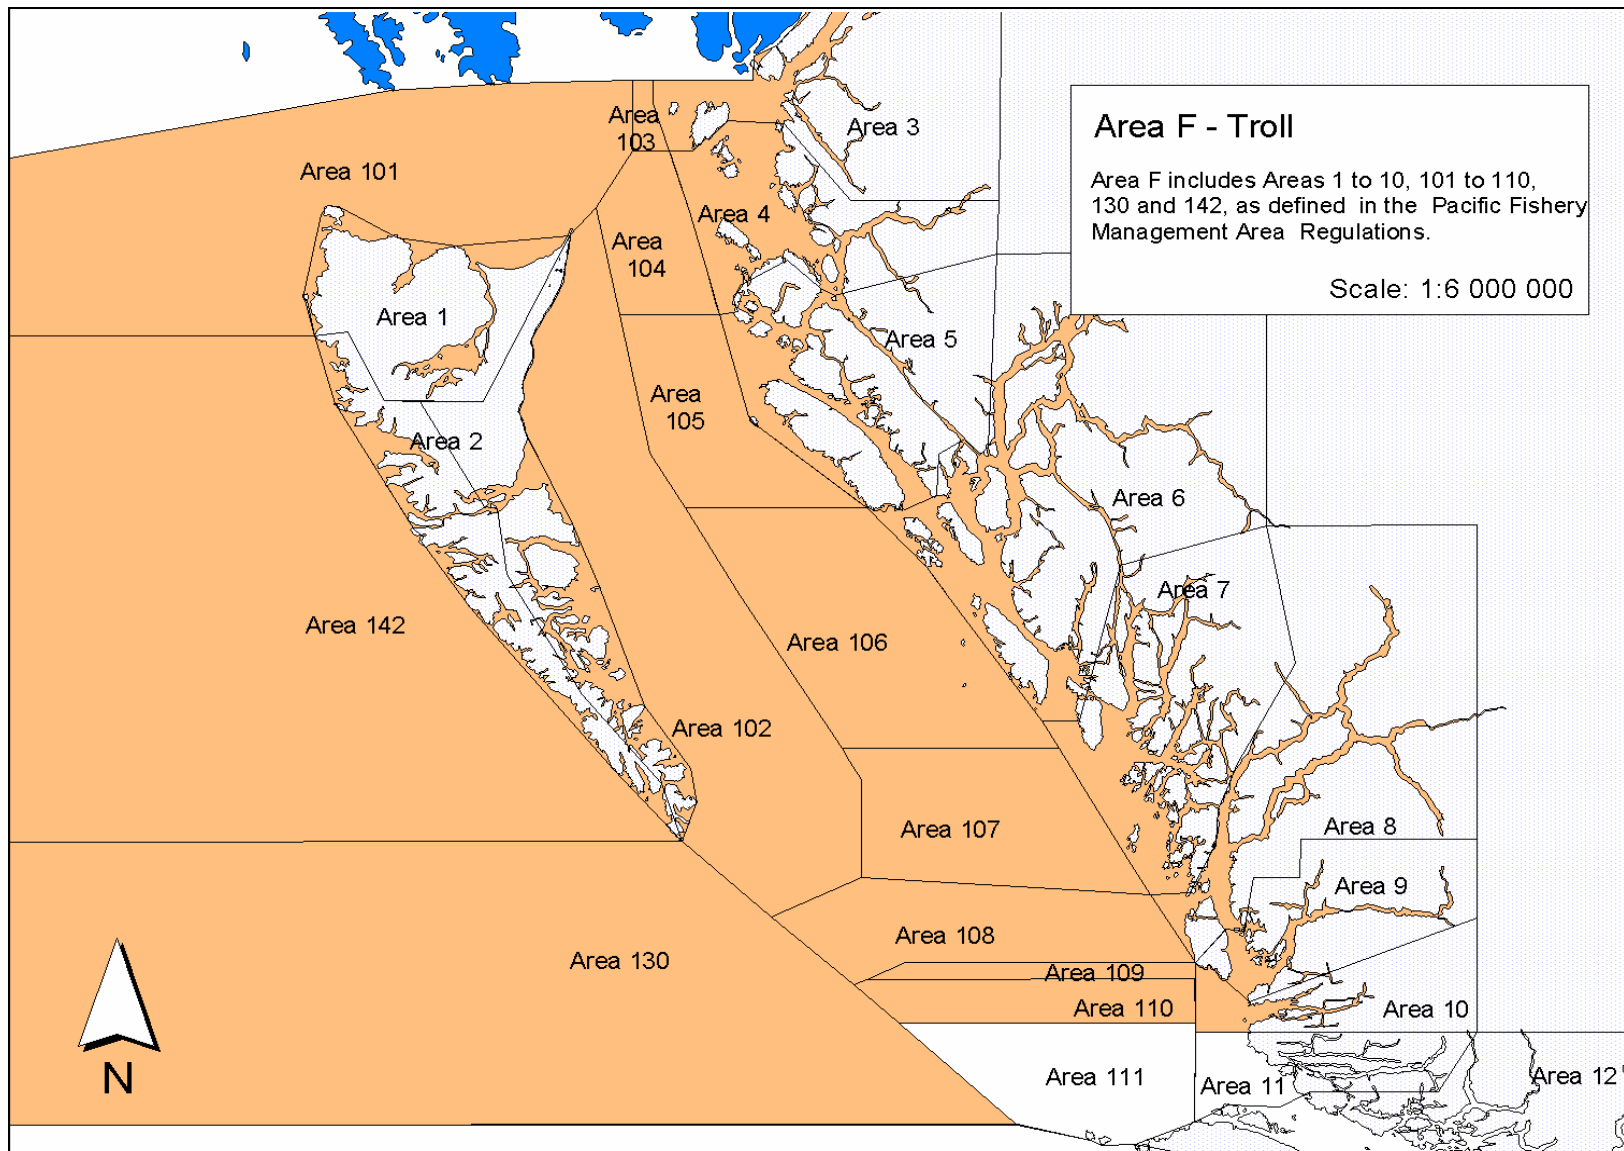 Area F - Troll
Area F includes Areas 1 to 10, 101 to 110,
130 and 142, as defined in the Pacific Fishery
Management Area Regulations.
Scale: 1:6 000 000
Area
103
Area 3
Area 101
Area 4
Area
104
Area 1
Area 5
Area
105
Area 2
Area 6
Area 7
Area 142
Area 106
Area 102
Area 107
Area 8
Area 9
Area 108
Area 130
Area 109
Area 110
Area 10
N
Area 111
Area 11
Area 12